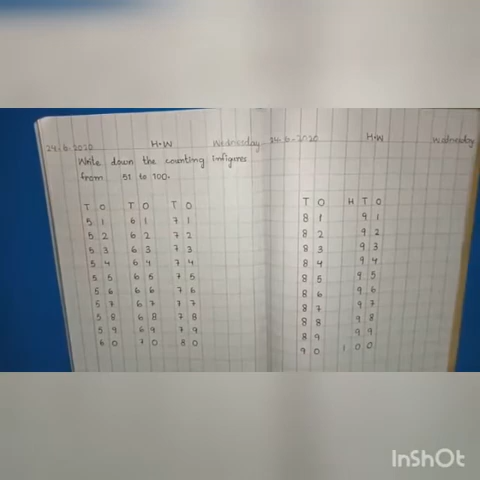 24.6.2020 H.W Wednesday
Write down the counting infigures
from 51 to 100.
T O T O T O
5 1 6 1 7 1
5 2 6 2 7 2
5 3 6 3 7 3
5 4 6 4 7 4
5 5 6 5 7 5
5 6 6 6 7 6
5 7 6 7 7 7
5 8 6 8 7 8
5 9 6 9 7 9
6 0 7 0 8 0
24.6.2020 H.W Wednesday
T O H T O
8 1 9 1
8 2 9 2
8 3 9 3
8 4 9 4
8 5 9 5
8 6 9 6
8 7 9 7
8 8 9 8
8 9 9 9
9 0 1 0 0
InShOt